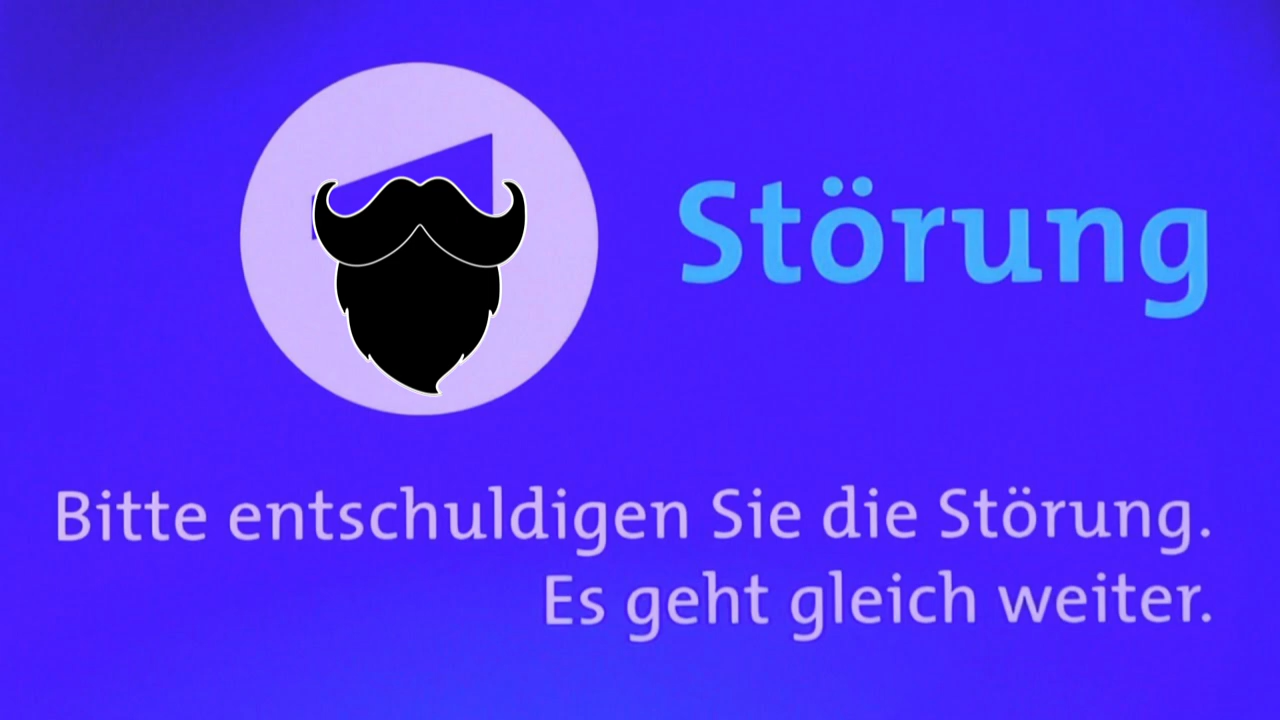 Störung
Bitte entschuldigen Sie die Störung.
Es geht gleich weiter.